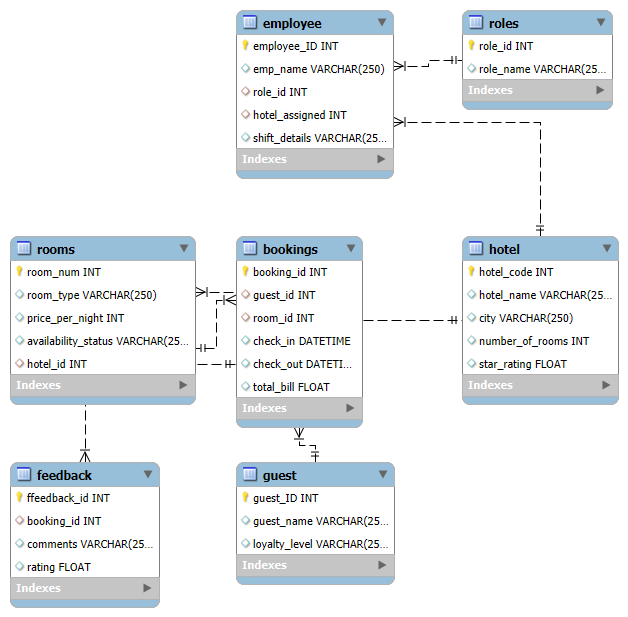 employee
employee_ID INT
emp_name VARCHAR(250)
role_id INT
hotel_assigned INT
shift_details VARCHAR(25...
Indexes
roles
role_id INT
role_name VARCHAR(25...
Indexes
rooms
room_num INT
room_type VARCHAR(250)
price_per_night INT
availability_status VARCHAR(25...
hotel_id INT
Indexes
bookings
booking_id INT
guest_id INT
room_id INT
check_in DATETIME
check_out DATETI...
total_bill FLOAT
Indexes
hotel
hotel_code INT
hotel_name VARCHAR(25...
city VARCHAR(250)
number_of_rooms INT
star_rating FLOAT
Indexes
feedback
ffeedback_id INT
booking_id INT
comments VARCHAR(25...
rating FLOAT
Indexes
guest
guest_ID INT
guest_name VARCHAR(25...
loyalty_level VARCHAR(25...
Indexes